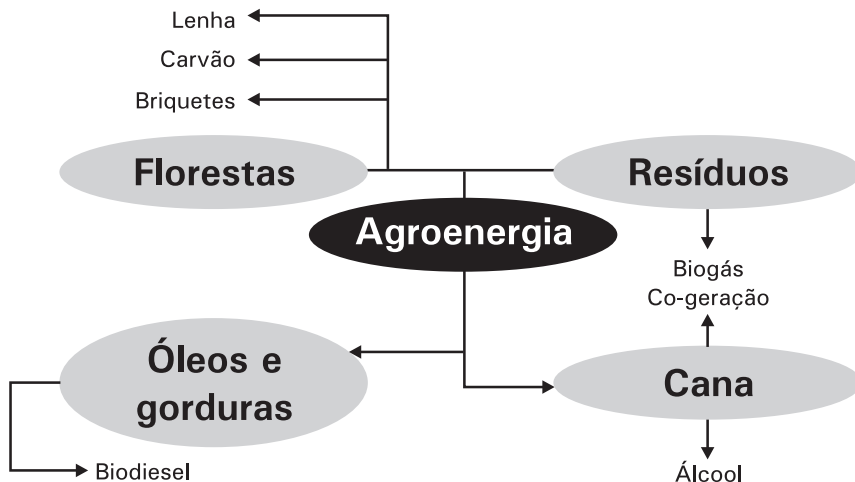 Lenha
Carvão
Briquetes
Florestas
Resíduos
Agroenergia
Biogás
Co-geração
Óleos e
gorduras
Cana
Biodiesel
Álcool